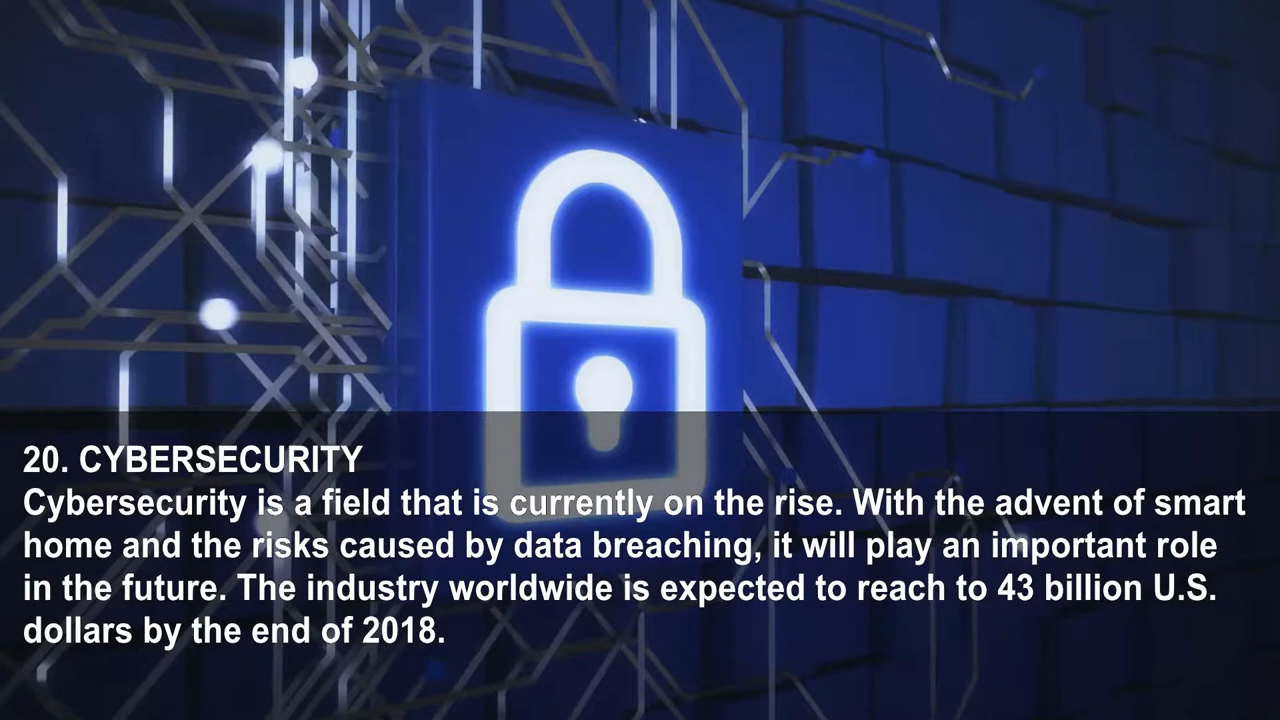 20. CYBERSECURITY
Cybersecurity is a field that is currently on the rise. With the advent of smart
home and the risks caused by data breaching, it will play an important role
in the future. The industry worldwide is expected to reach to 43 billion U.S.
dollars by the end of 2018.